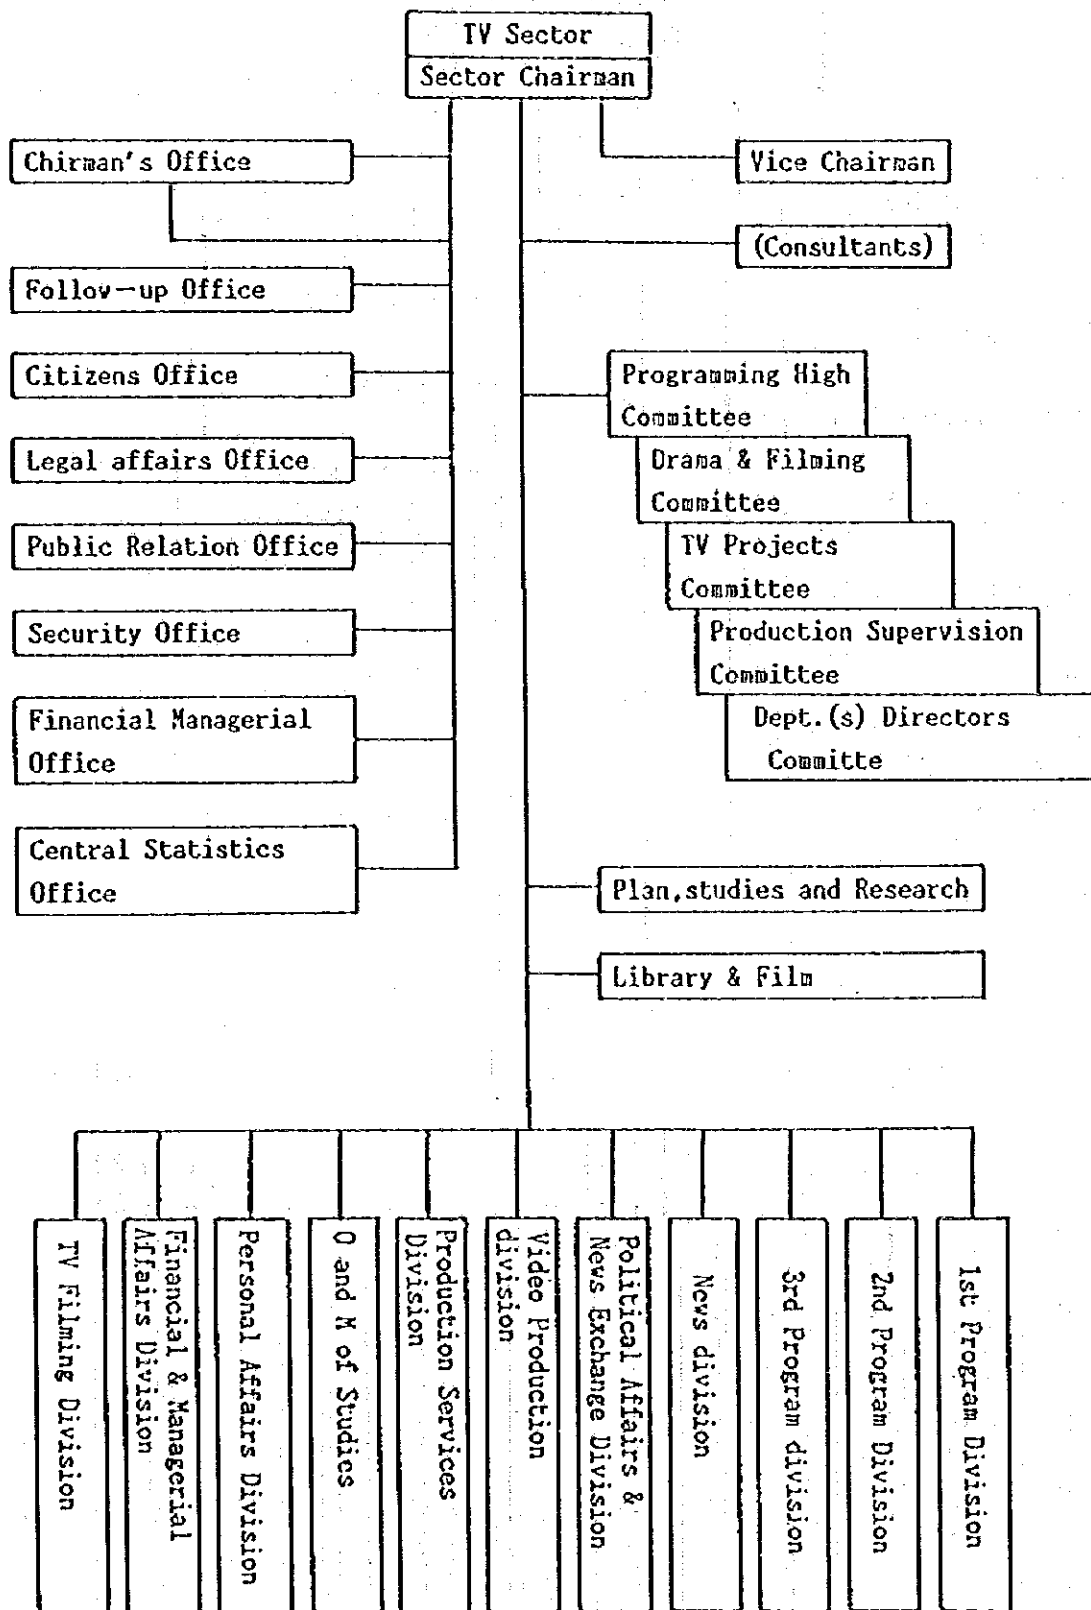 TV Sector
Sector Chairman
Chirman's Office
Vice Chairman
(Consultants)
Follow-up Office
Citizens Office
Programming High
Committee
Legal affairs Office
Drama & Filming
Committee
Public Relation Office
TV Projects
Committee
Security Office
Production Supervision
Committee
Financial Managerial
Office
Dept.(s) Directors
Committe
Central Statistics
Office
Plan,studies and Research
Library & Film
TV Filming Division
Financial & Managerial
Affairs Division
Personal Affairs Division
O and M of Studies
Production Services
Division
Video Production
division
Political Affairs &
News Exchange Division
News division
3rd Program division
2nd Program Division
1st Program Division